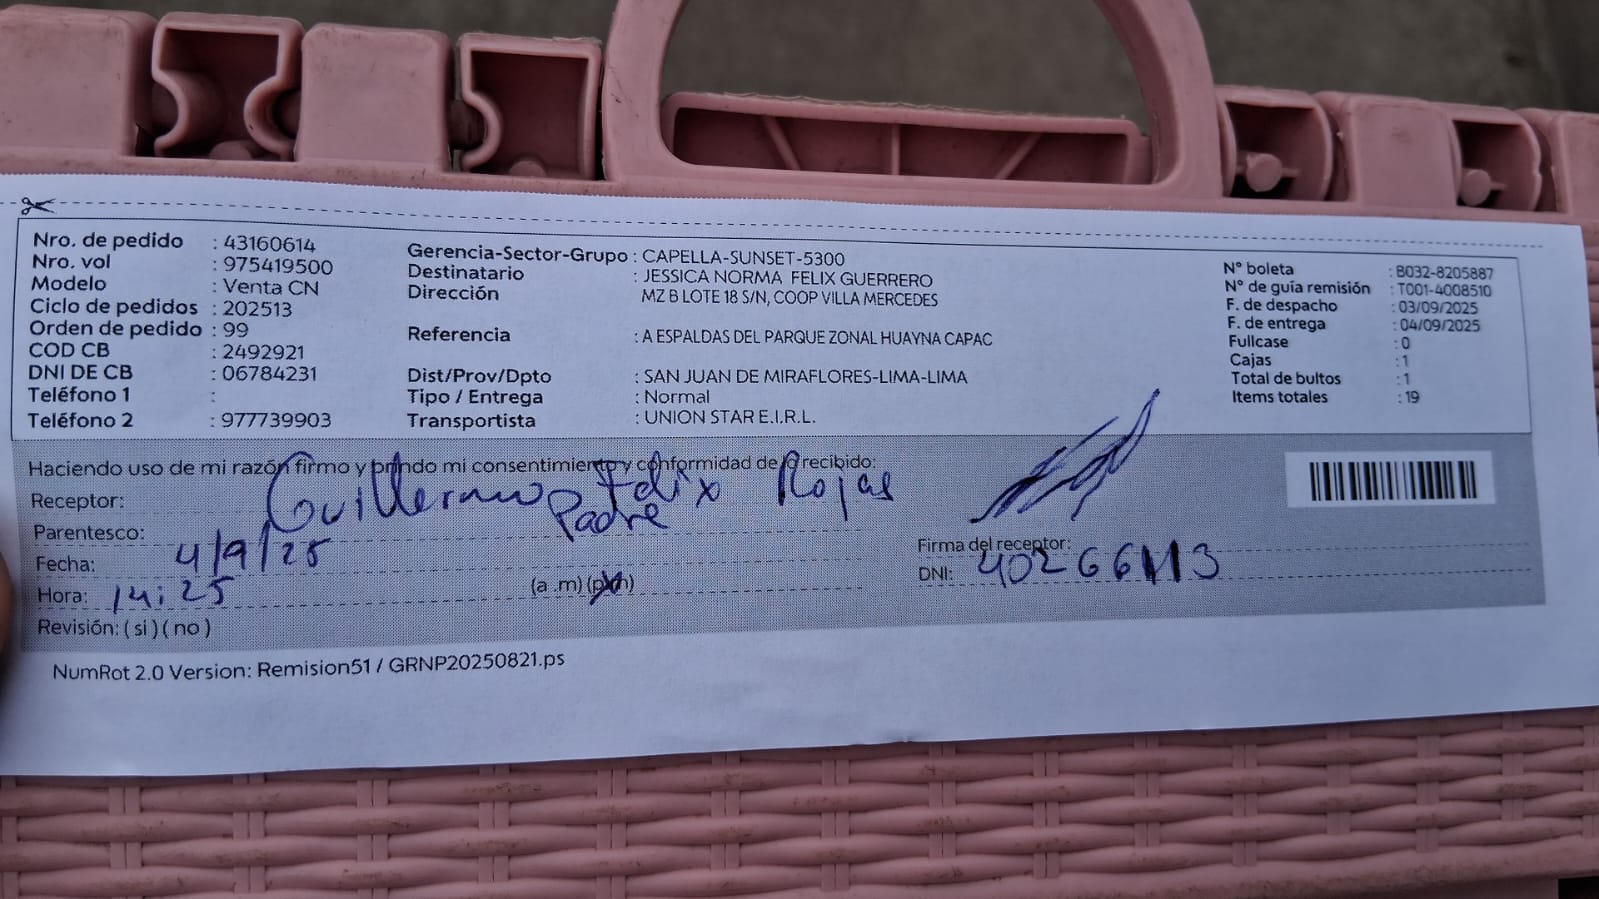 Nro. de pedido : 43160614
Nro. vol : 975419500
Modelo : Venta CN
Ciclo de pedidos : 202513
Orden de pedido : 99
COD CB : 2492921
DNI DE CB : 06784231
Teléfono 1 :
Teléfono 2 : 977739903
Gerencia-Sector-Grupo : CAPELLA-SUNSET-5300
Destinatario : JESSICA NORMA FELIX GUERRERO
Dirección MZ B LOTE 18 S/N, COOP VILLA MERCEDES
Referencia : A ESPALDAS DEL PARQUE ZONAL HUAYNA CAPAC
Dist/Prov/Dpto : SAN JUAN DE MIRAFLORES-LIMA-LIMA
Tipo / Entrega : Normal
Transportista : UNION STAR E.I.R.L.
N° boleta : B032-8205887
N° de guía remisión : T001-4008510
F. de despacho : 03/09/2025
F. de entrega : 04/09/2025
Fullcase : 0
Cajas : 1
Total de bultos : 1
Items totales : 19
Haciendo uso de mi razón firmo y brindo mi consentimiento y conformidad de lo recibido:
Receptor: Guillermo Felix Rojas
Parentesco: Padre
Fecha: 4/9/25
Hora: 14:25 (a .m) (pm)
Revisión: ( si ) ( no )
Firma del receptor:
DNI:
NumRot 2.0 Version: Remision51 / GRNP20250821.ps